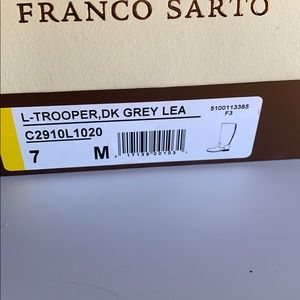 FRANCO SARTO
L-TROOPER,DK GREY LEA
C2910L1020
5100113385
F3
7 M